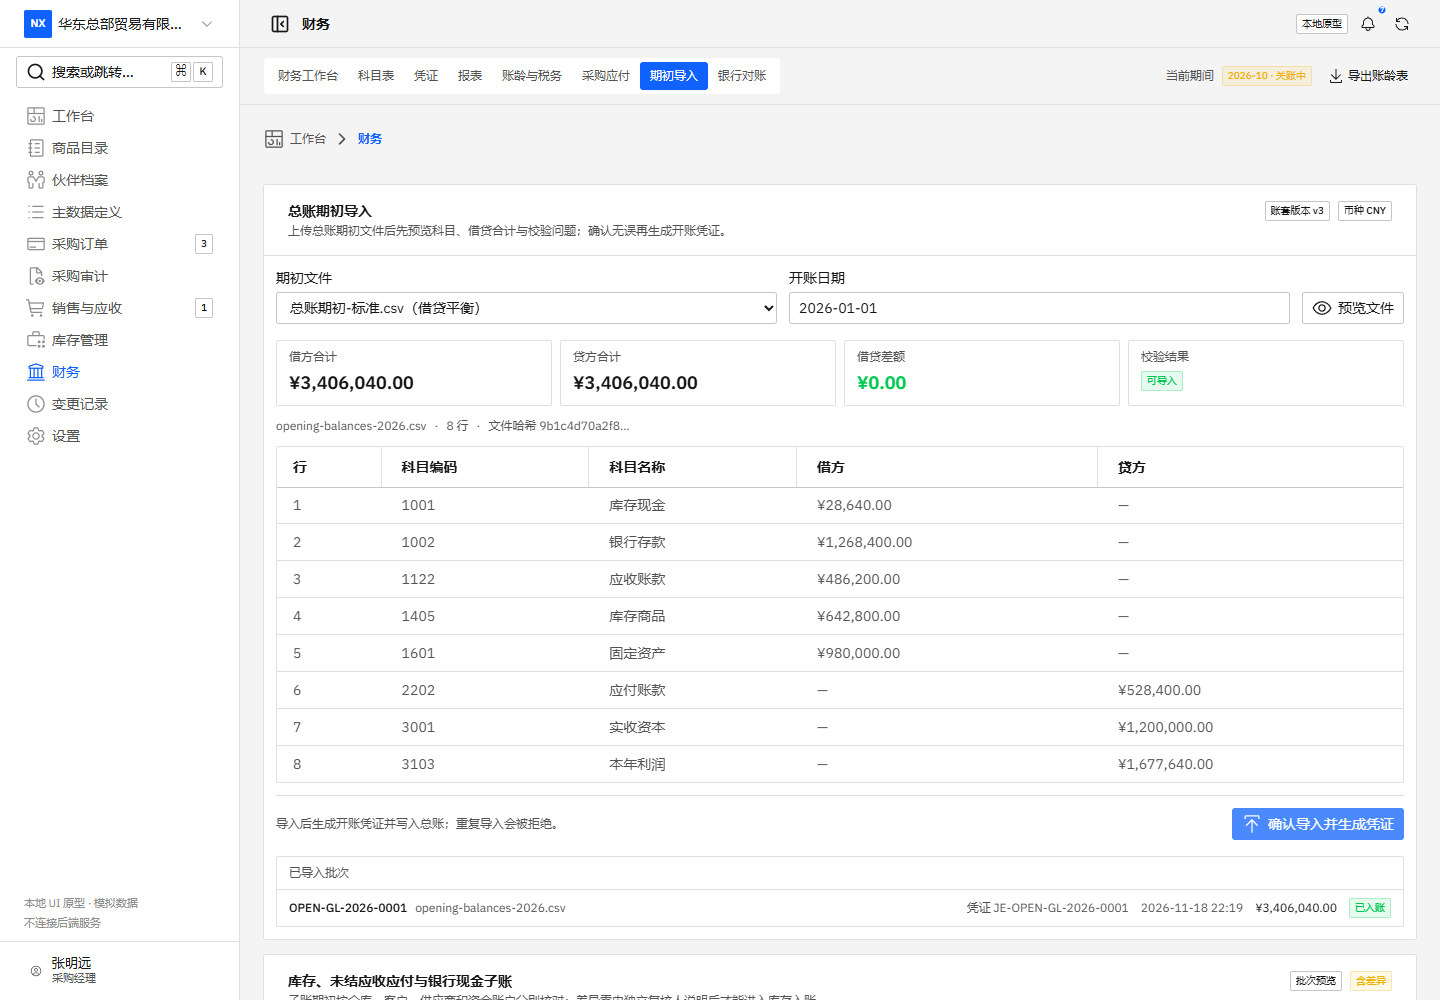 NX 华东总部贸易有限...
搜索或跳转... ⌘ K
工作台
商品目录
伙伴档案
主数据定义
采购订单 3
采购审计
销售与应收 1
库存管理
财务
变更记录
设置
本地 UI 原型 · 模拟数据
不连接后端服务
张明远
采购经理
财务
本地原型
?
财务工作台 科目表 凭证 报表 账龄与税务 采购应付 期初导入 银行对账
当前期间 2026-10 · 关账中 导出账龄表
工作台 财务
总账期初导入
上传总账期初文件后先预览科目、借贷合计与校验问题；确认无误再生成开账凭证。
账套版本 v3 币种 CNY
期初文件 开账日期
总账期初-标准.csv（借贷平衡） 2026-01-01 预览文件
借方合计 贷方合计 借贷差额 校验结果
¥3,406,040.00 ¥3,406,040.00 ¥0.00 可导入
opening-balances-2026.csv · 8 行 · 文件哈希 9b1c4d70a2f8...
行 科目编码 科目名称 借方 贷方
1 1001 库存现金 ¥28,640.00 —
2 1002 银行存款 ¥1,268,400.00 —
3 1122 应收账款 ¥486,200.00 —
4 1405 库存商品 ¥642,800.00 —
5 1601 固定资产 ¥980,000.00 —
6 2202 应付账款 — ¥528,400.00
7 3001 实收资本 — ¥1,200,000.00
8 3103 本年利润 — ¥1,677,640.00
导入后生成开账凭证并写入总账；重复导入会被拒绝。 确认导入并生成凭证
已导入批次
OPEN-GL-2026-0001 opening-balances-2026.csv 凭证 JE-OPEN-GL-2026-0001 2026-11-18 22:19 ¥3,406,040.00 已入账
库存、未结应收应付与银行现金子账
批次预览 含差异